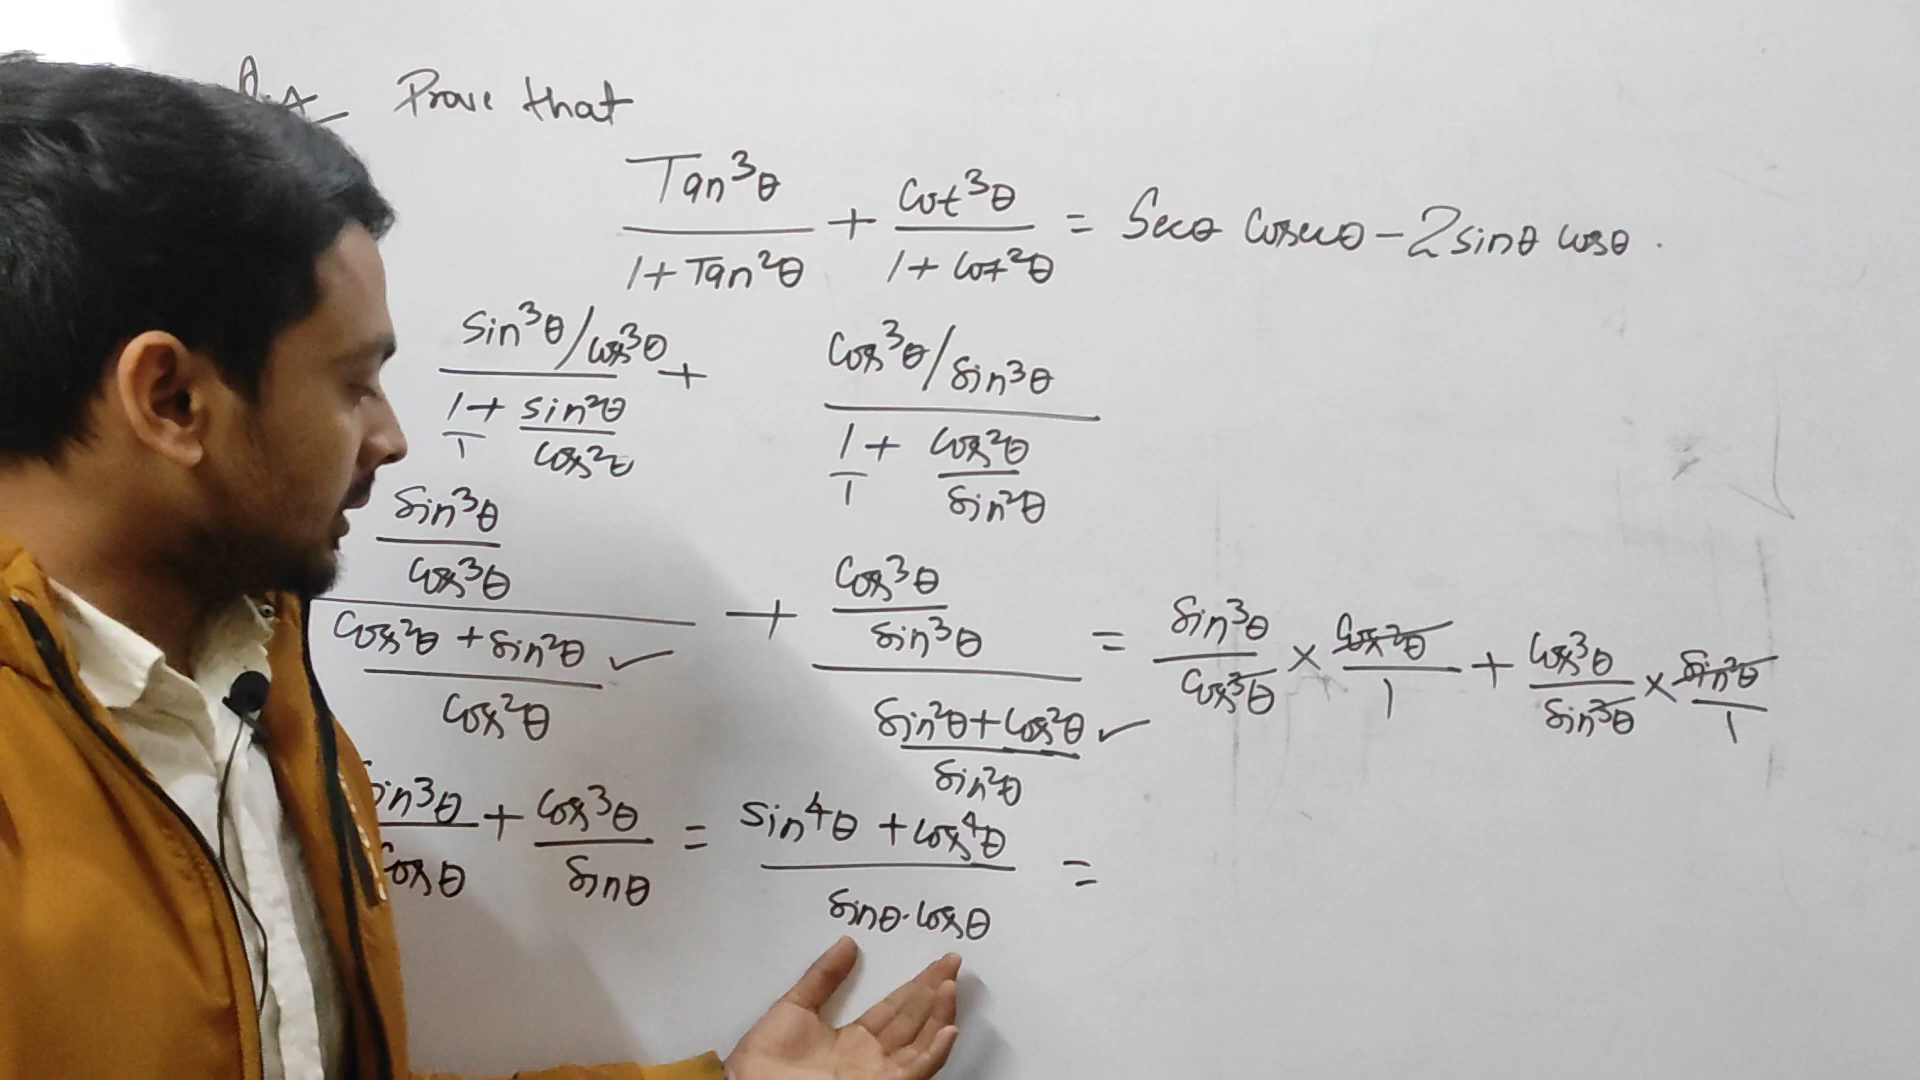 Prove that
Tan³θ / 1 + Tan²θ + Cot³θ / 1 + Cot²θ = Secθ Cosecθ - 2 sinθ cosθ .
sin³θ/cos³θ / 1/1 + sin²θ/cos²θ + cos³θ/sin³θ / 1/1 + cos²θ/sin²θ
sin³θ/cos³θ / cos²θ + sin²θ/cos²θ ✓ + cos³θ/sin³θ / sin²θ + cos²θ/sin²θ ✓ = sin³θ/cos³θ × cos²θ/1 + cos³θ/sin³θ × sin²θ/1
sin³θ/cosθ + cos³θ/sinθ = sin⁴θ + cos⁴θ / sinθ·cosθ =